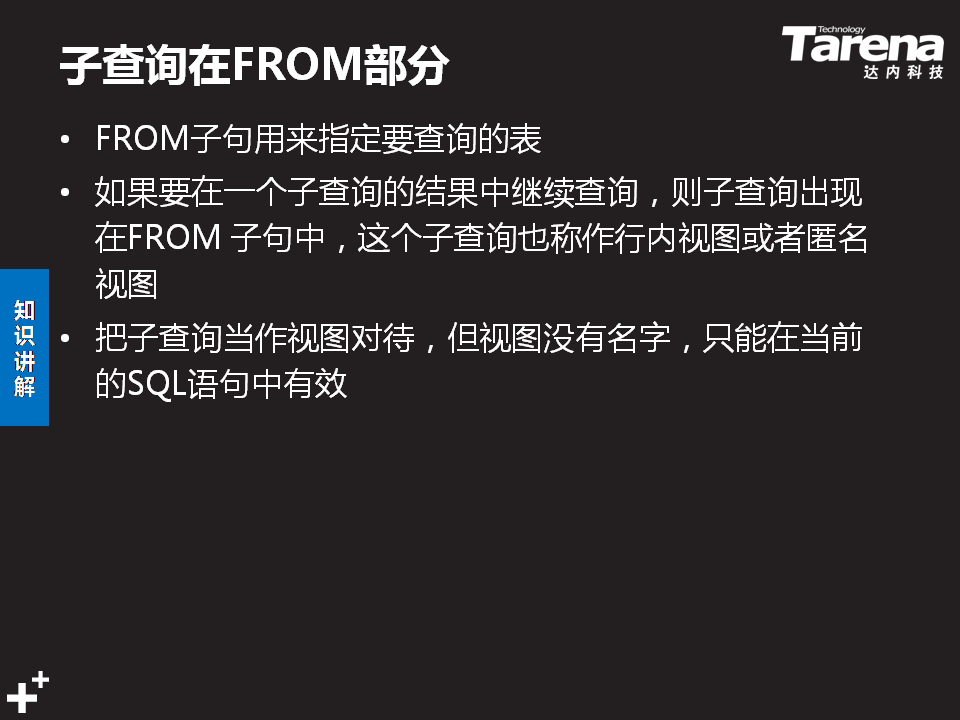 子查询在FROM部分
Technology
Tarena
达内科技
• FROM子句用来指定要查询的表
• 如果要在一个子查询的结果中继续查询，则子查询出现
在FROM 子句中，这个子查询也称作行内视图或者匿名
视图
• 把子查询当作视图对待，但视图没有名字，只能在当前
的SQL语句中有效
知
识
讲
解